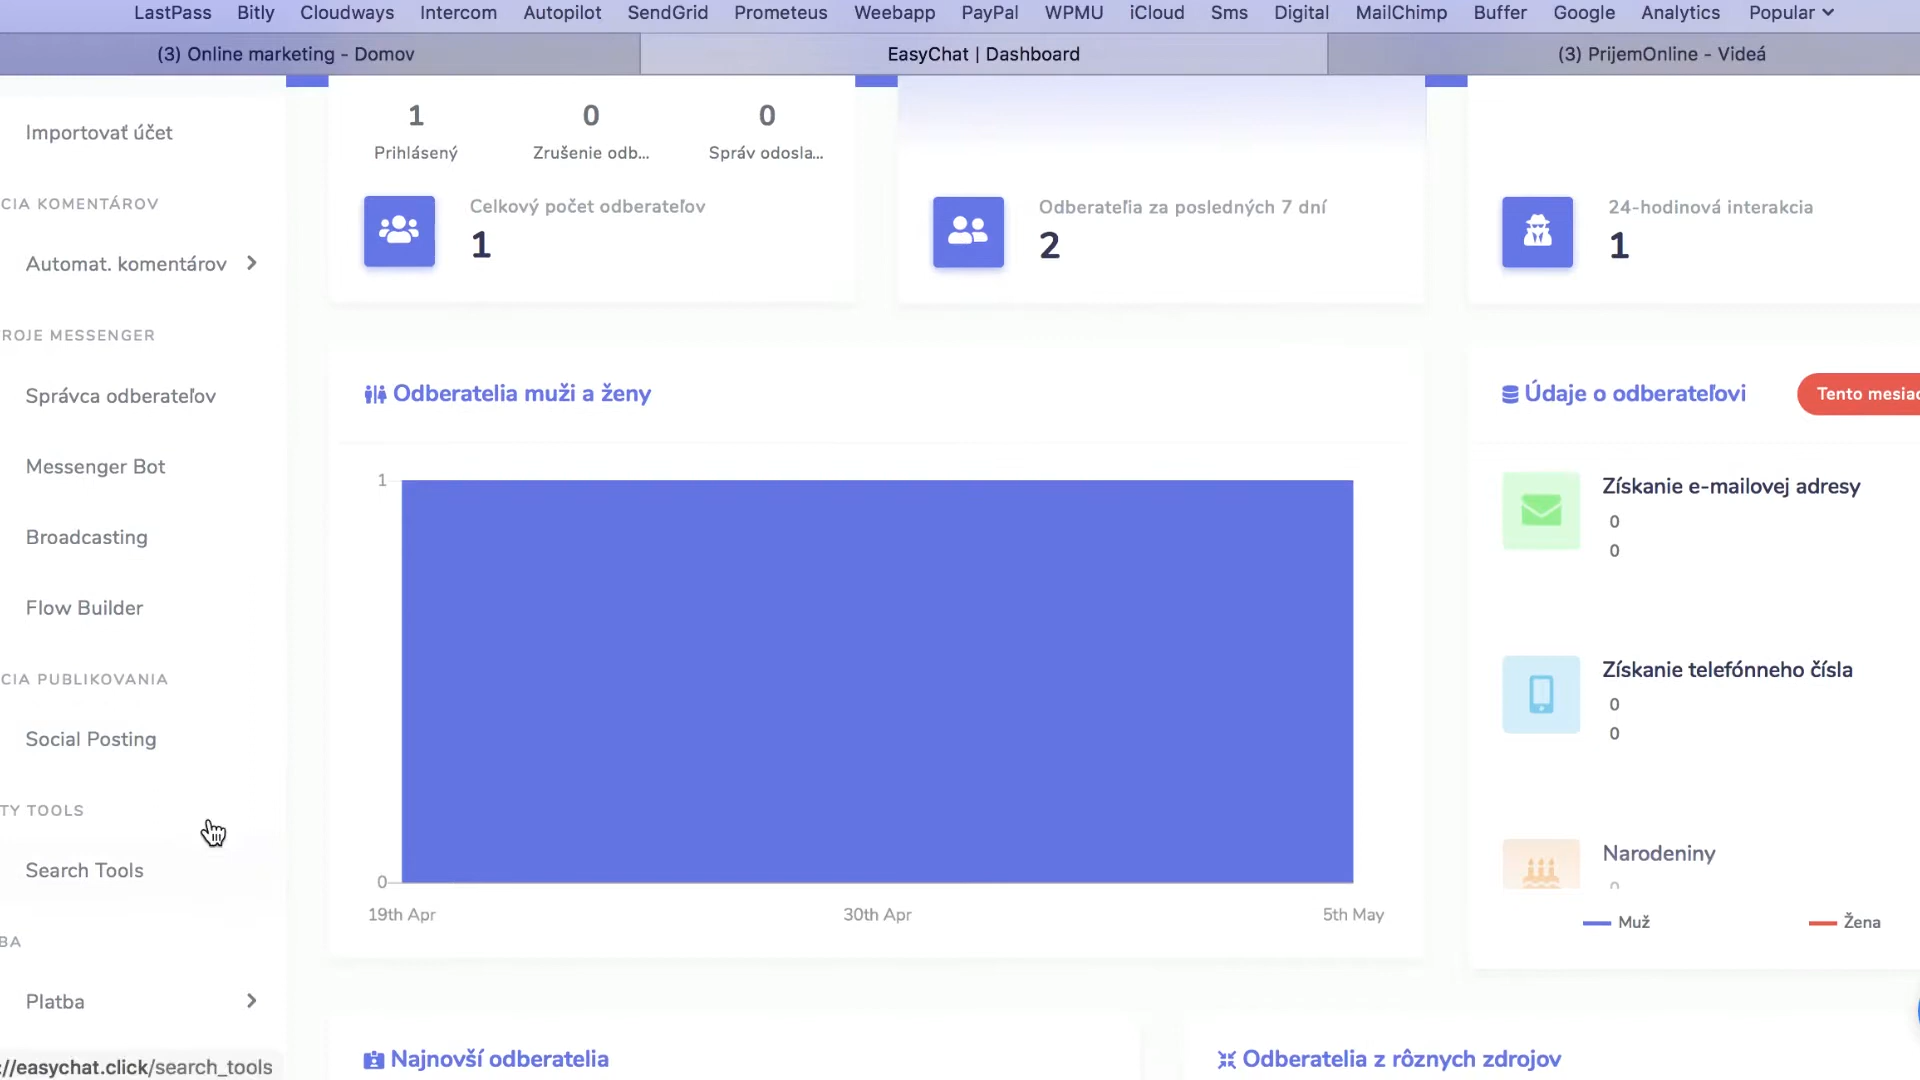 LastPass Bitly Cloudways Intercom Autopilot SendGrid Prometeus Weebapp PayPal WPMU iCloud Sms Digital MailChimp Buffer Google Analytics Popular
(3) Online marketing - Domov
EasyChat | Dashboard
(3) PrijemOnline - Videá
Importovať účet
CIA KOMENTÁROV
Automat. komentárov
ROJE MESSENGER
Správca odberateľov
Messenger Bot
Broadcasting
Flow Builder
CIA PUBLIKOVANIA
Social Posting
TY TOOLS
Search Tools
BA
Platba
://easychat.click/search_tools
1 0 0
Prihlásený Zrušenie odb... Správ odosla...
Celkový počet odberateľov
1
Odberatelia za posledných 7 dní
2
24-hodinová interakcia
1
Odberatelia muži a ženy
1
0
19th Apr 30th Apr 5th May
Údaje o odberateľovi
Tento mesiac
Získanie e-mailovej adresy
0
0
Získanie telefónneho čísla
0
0
Narodeniny
0
Muž Žena
Najnovší odberatelia
Odberatelia z rôznych zdrojov